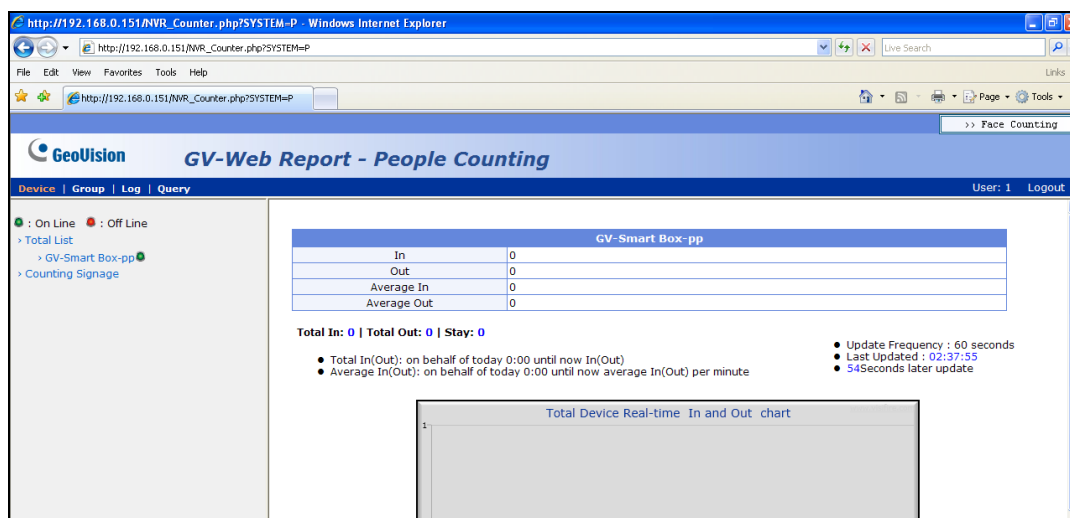 http://192.168.0.151/NVR_Counter.php?SYSTEM=P - Windows Internet Explorer
http://192.168.0.151/NVR_Counter.php?SYSTEM=P Live Search
File Edit View Favorites Tools Help Links
http://192.168.0.151/NVR_Counter.php?SYSTEM=P Page Tools
>> Face Counting
GeoVision GV-Web Report - People Counting
Device | Group | Log | Query User: 1 Logout
: On Line : Off Line
› Total List
› GV-Smart Box-pp
› Counting Signage
GV-Smart Box-pp
In 0
Out 0
Average In 0
Average Out 0
Total In: 0 | Total Out: 0 | Stay: 0
● Total In(Out): on behalf of today 0:00 until now In(Out)
● Average In(Out): on behalf of today 0:00 until now average In(Out) per minute
● Update Frequency : 60 seconds
● Last Updated : 02:37:55
● 54Seconds later update
Total Device Real-time In and Out chart
1